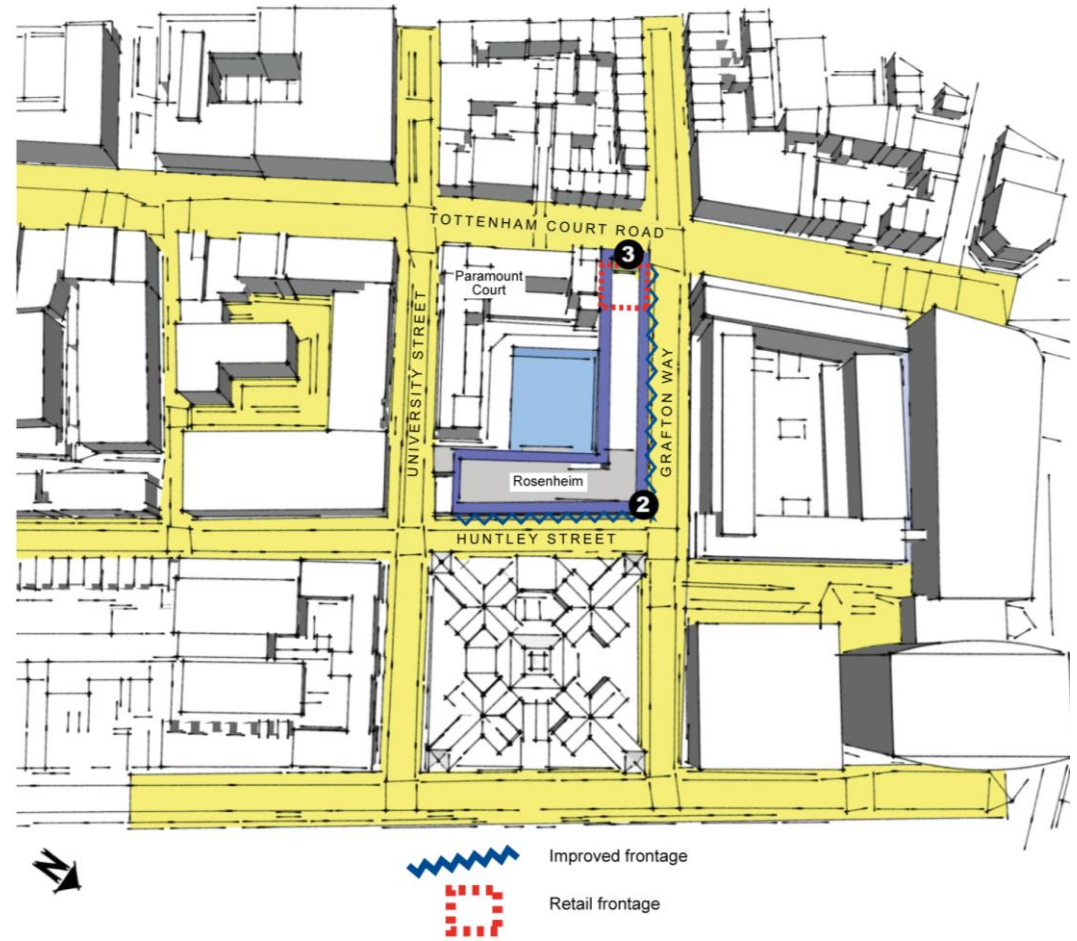 TOTTENHAM COURT ROAD
3
Paramount
Court
UNIVERSITY STREET
GRAFTON WAY
Rosenheim
2
HUNTLEY STREET
N
Improved frontage
Retail frontage